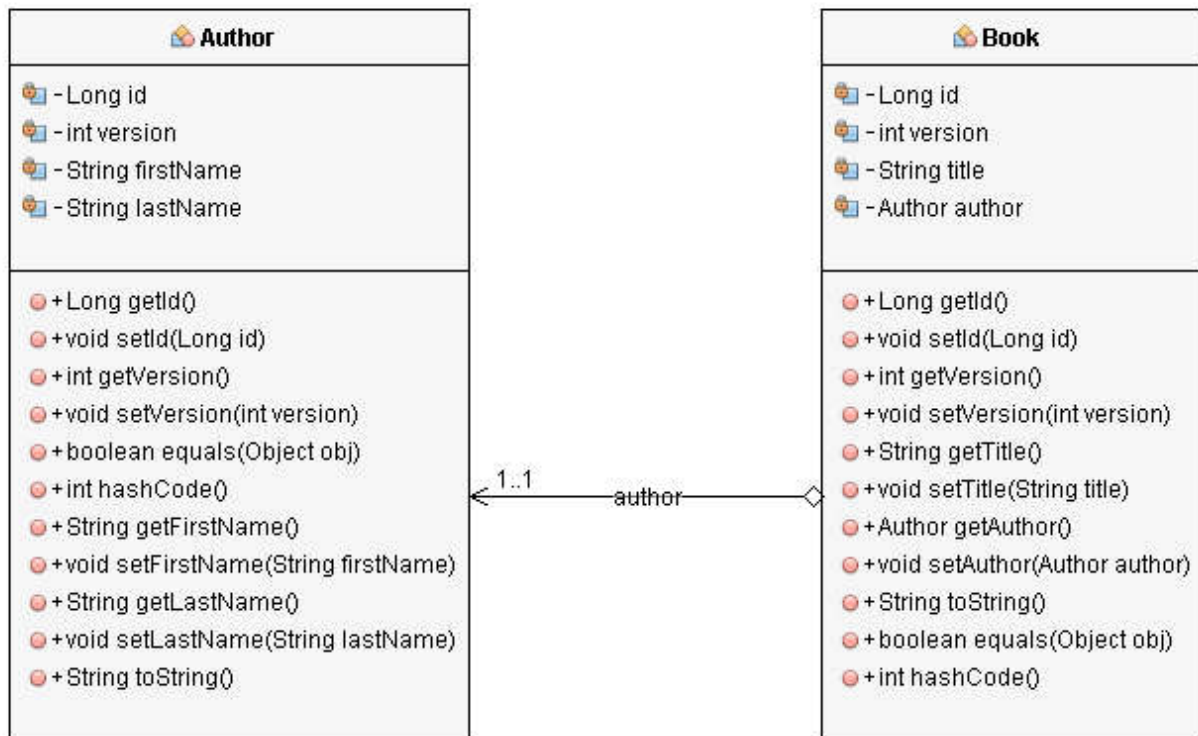 Author
-Long id
-int version
-String firstName
-String lastName
+Long getId()
+void setId(Long id)
+int getVersion()
+void setVersion(int version)
+boolean equals(Object obj)
+int hashCode()
+String getFirstName()
+void setFirstName(String firstName)
+String getLastName()
+void setLastName(String lastName)
+String toString()
1..1
author
Book
-Long id
-int version
-String title
-Author author
+Long getId()
+void setId(Long id)
+int getVersion()
+void setVersion(int version)
+String getTitle()
+void setTitle(String title)
+Author getAuthor()
+void setAuthor(Author author)
+String toString()
+boolean equals(Object obj)
+int hashCode()